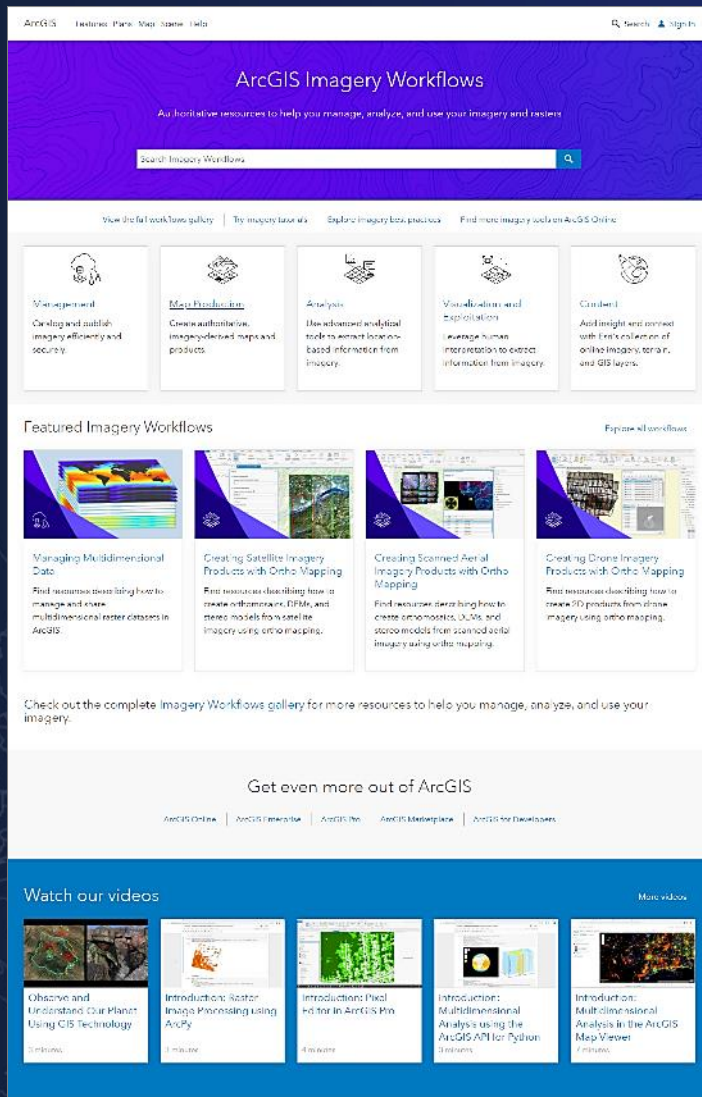 ArcGIS Features Plans Map Scene Help Search Sign In
ArcGIS Imagery Workflows
Authoritative resources to help you manage, analyze, and use your imagery and rasters
Search Imagery Workflows
View the full workflows gallery Try imagery tutorials Explore imagery best practices Find more imagery tools on ArcGIS Online
Management
Catalog and publish
imagery efficiently and
securely.
Map Production
Create authoritative,
imagery-derived maps and
products.
Analysis
Use advanced analytical
tools to extract location-
based information from
imagery.
Visualization and
Exploitation
Leverage human
interpretation to extract
information from imagery.
Content
Add insight and context
with Esri's collection of
online imagery, terrain,
and GIS layers.
Featured Imagery Workflows Explore all workflows
Managing Multidimensional
Data
Find resources describing how to
manage and share
multidimensional raster datasets in
ArcGIS.
Creating Satellite Imagery
Products with Ortho Mapping
Find resources describing how to
create orthomosaics, DEMs, and
stereo models from satellite
imagery using ortho mapping.
Creating Scanned Aerial
Imagery Products with Ortho
Mapping
Find resources describing how to
create orthomosaics, DEMs, and
stereo models from scanned aerial
imagery using ortho mapping.
Creating Drone Imagery
Products with Ortho Mapping
Find resources describing how to
create 2D products from drone
imagery using ortho mapping.
Check out the complete Imagery Workflows gallery for more resources to help you manage, analyze, and use your
imagery.
Get even more out of ArcGIS
ArcGIS Online ArcGIS Enterprise ArcGIS Pro ArcGIS Marketplace ArcGIS for Developers
Watch our videos More videos
Observe and
Understand Our Planet
Using GIS Technology
minutes
Introduction: Raster
Image Processing using
ArcPy
minutes
Introduction: Pixel
Editor in ArcGIS Pro
4 minutes
Introduction:
Multidimensional
Analysis using the
ArcGIS API for Python
minutes
Introduction:
Multidimensional
Analysis in the ArcGIS
Map Viewer
7 minutes